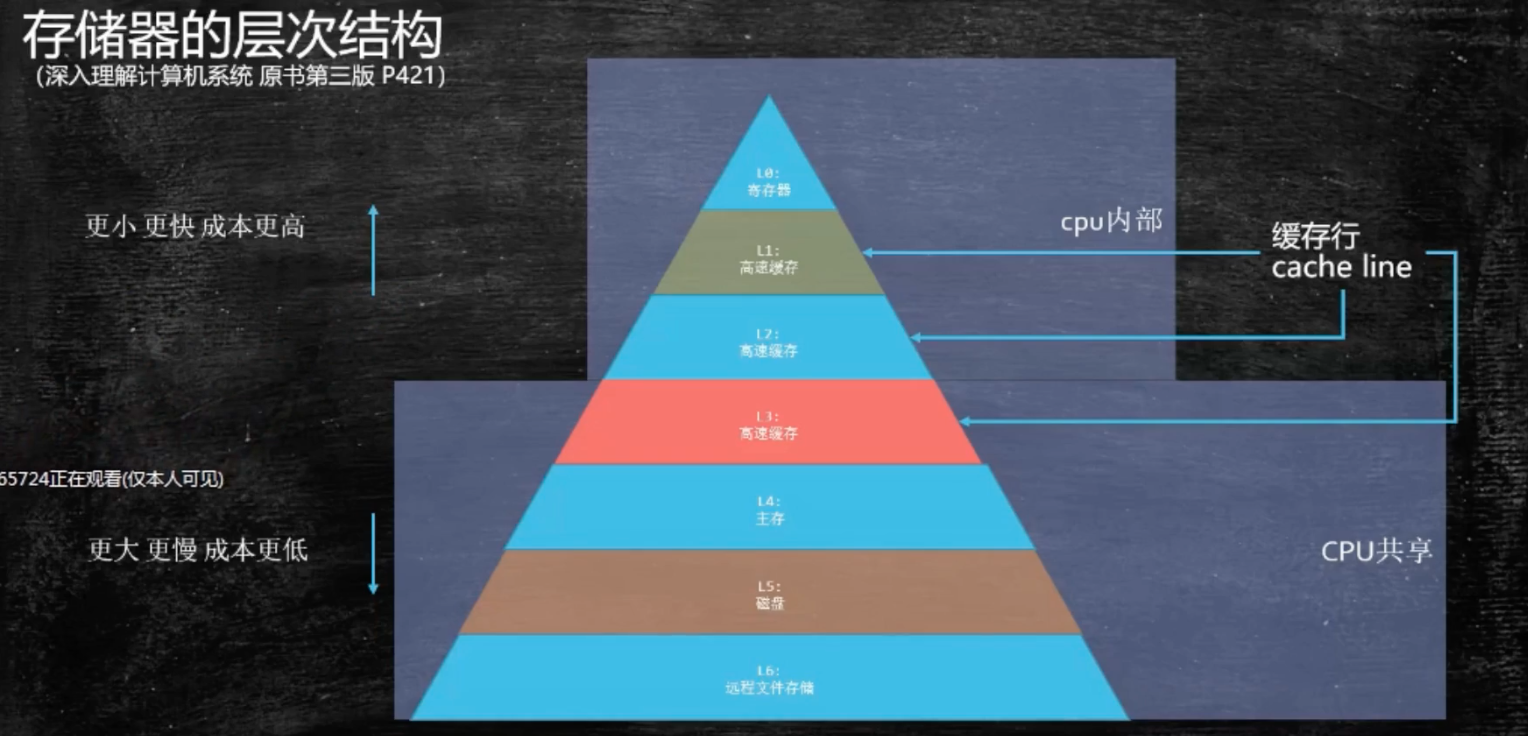 存储器的层次结构
(深入理解计算机系统 原书第三版 P421)
更小 更快 成本更高
L0:
寄存器
cpu内部
L1:
高速缓存
缓存行
cache line
L2:
高速缓存
L3:
高速缓存
65724正在观看(仅本人可见)
L4:
主存
更大 更慢 成本更低
CPU共享
L5:
磁盘
L6:
远程文件存储